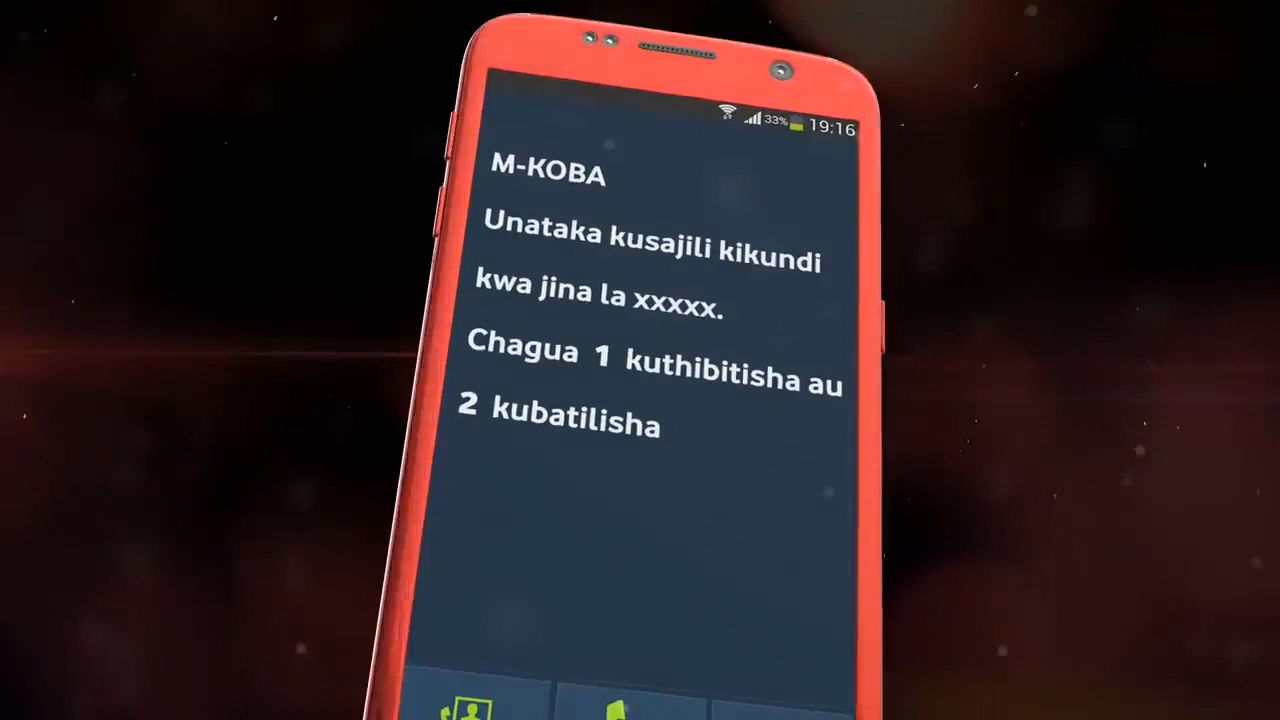 33% 19:16
M-KOBA
Unataka kusajili kikundi
kwa jina la xxxxx.
Chagua 1 kuthibitisha au
2 kubatilisha